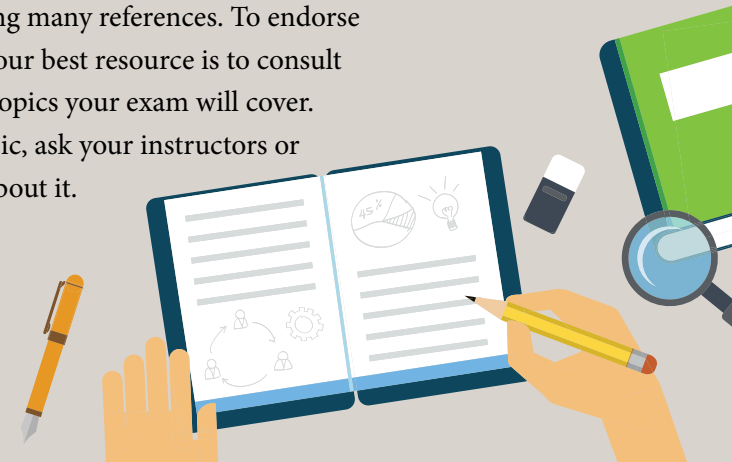 ng many references. To endorse
our best resource is to consult
opics your exam will cover.
ic, ask your instructors or
bout it.
45%